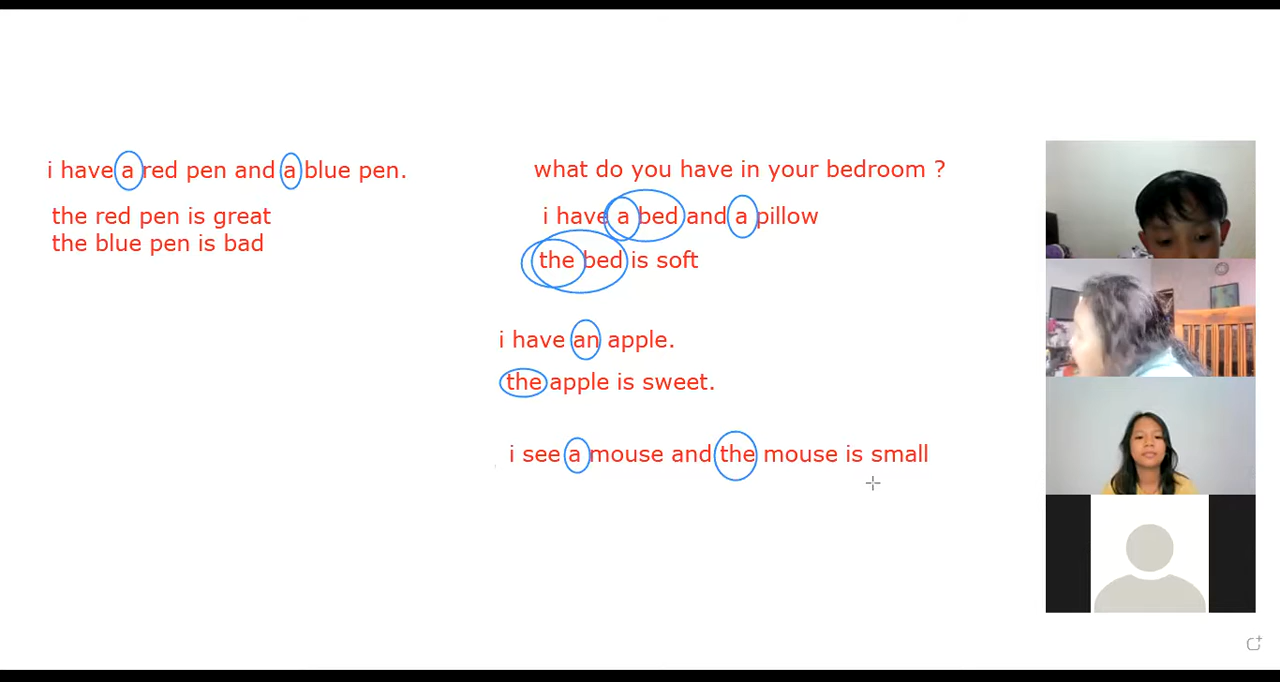 i have a red pen and a blue pen.
the red pen is great
the blue pen is bad
what do you have in your bedroom ?
i have a bed and a pillow
the bed is soft
i have an apple.
the apple is sweet.
i see a mouse and the mouse is small